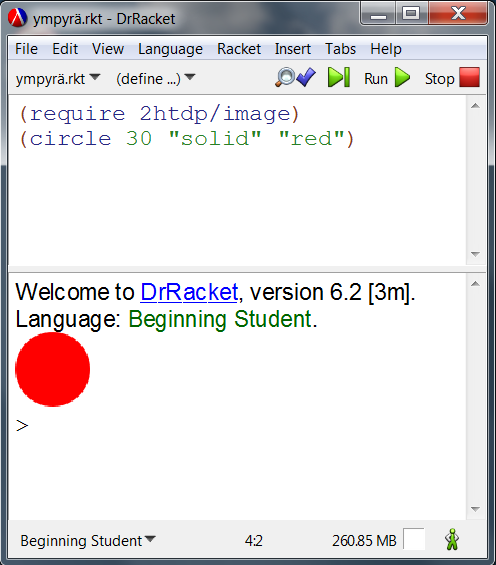 ympyrä.rkt - DrRacket
File Edit View Language Racket Insert Tabs Help
ympyrä.rkt (define ...) Run Stop
(require 2htdp/image)
(circle 30 "solid" "red")
Welcome to DrRacket, version 6.2 [3m].
Language: Beginning Student.
>
Beginning Student 4:2 260.85 MB